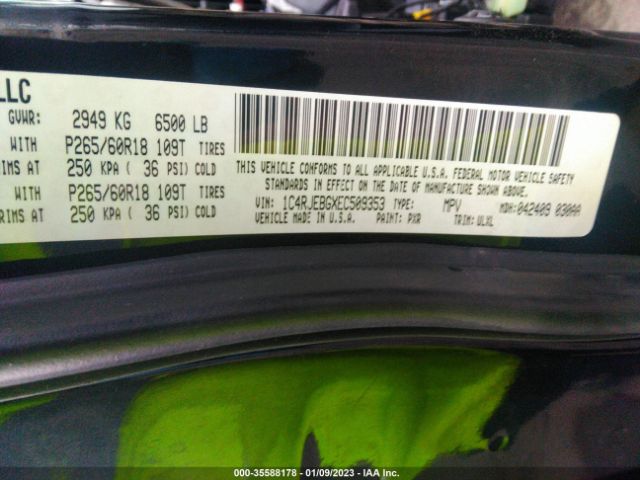 LLC
GVWR: 2949 KG 6500 LB
WITH P265/60R18 109T TIRES
RIMS AT 250 KPA ( 36 PSI) COLD
WITH P265/60R18 109T TIRES
RIMS AT 250 KPA ( 36 PSI) COLD
THIS VEHICLE CONFORMS TO ALL APPLICABLE U.S.A. FEDERAL MOTOR VEHICLE SAFETY
STANDARDS IN EFFECT ON THE DATE OF MANUFACTURE SHOWN ABOVE.
VIN: 1C4RJEBGXEC509353 TYPE: MPV MDH: 042409 030AA
VEHICLE MADE IN U.S.A. PAINT: PXR TRIM: ULXL
000-35588178 - 01/09/2023 - IAA Inc.